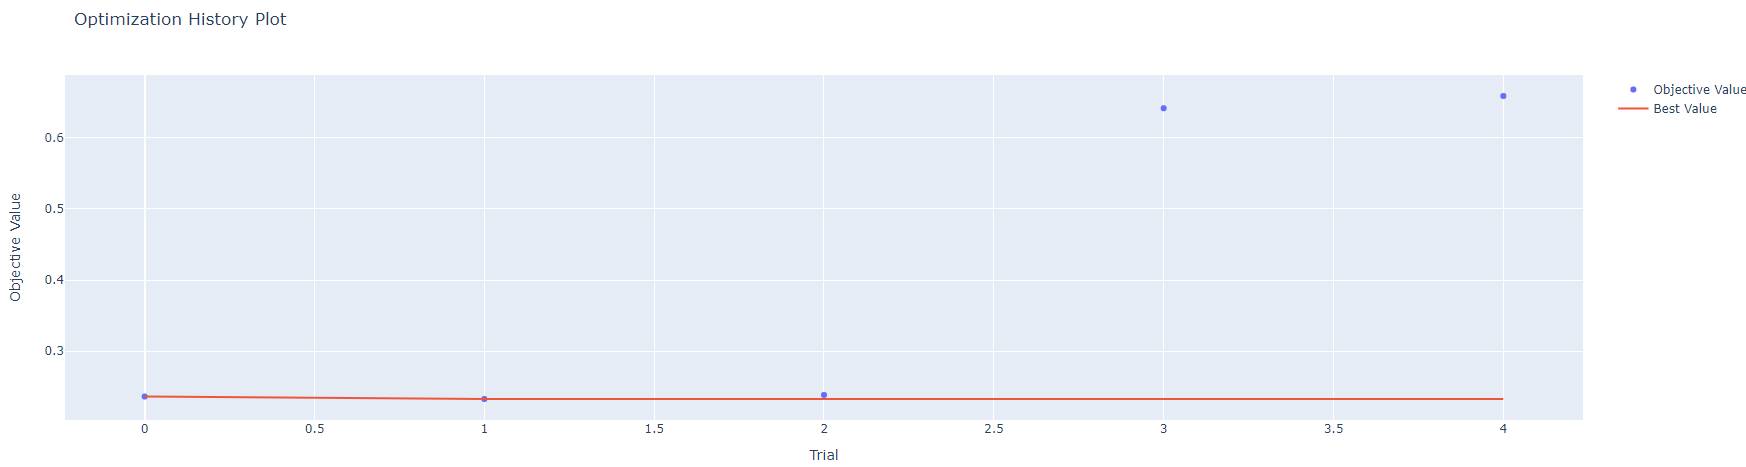 Optimization History Plot
Objective Value
Best Value
0.6
0.5
0.4
0.3
Objective Value
0 0.5 1 1.5 2 2.5 3 3.5 4
Trial